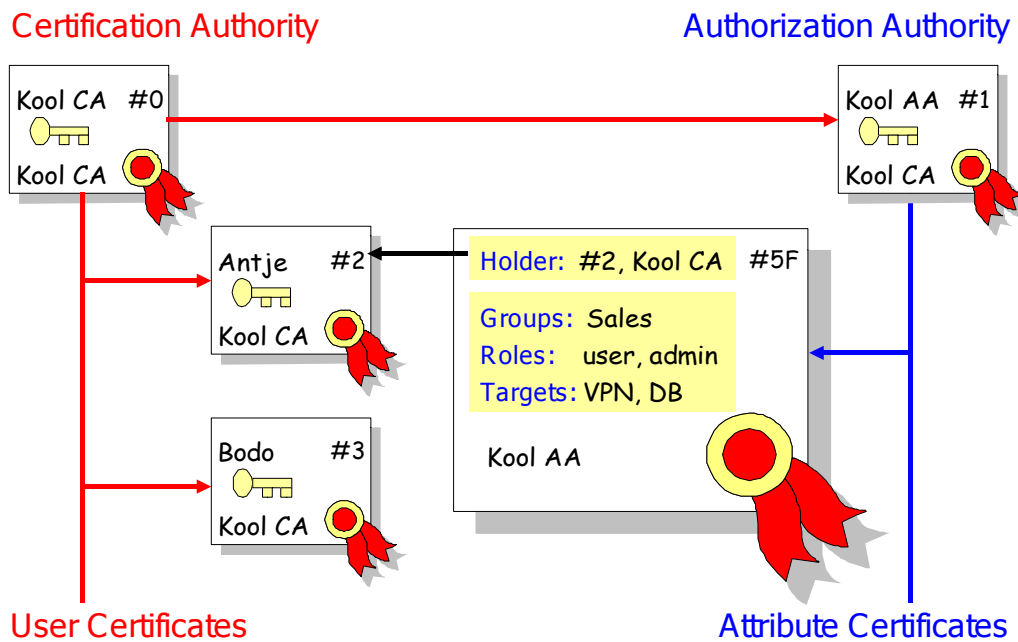 Certification Authority
Authorization Authority
Kool CA #0
Kool CA
Kool AA #1
Kool CA
Antje #2
Kool CA
Holder: #2, Kool CA #5F
Groups: Sales
Roles: user, admin
Targets: VPN, DB
Kool AA
Bodo #3
Kool CA
User Certificates
Attribute Certificates